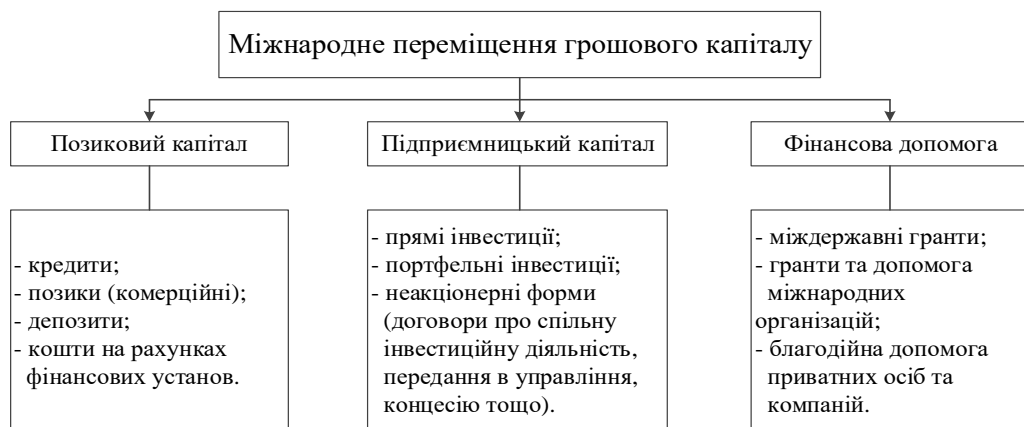 Міжнародне переміщення грошового капіталу
Позиковий капітал
Підприємницький капітал
Фінансова допомога
- кредити;
- позики (комерційні);
- депозити;
- кошти на рахунках
фінансових установ.
- прямі інвестиції;
- портфельні інвестиції;
- неакціонерні форми
(договори про спільну
інвестиційну діяльність,
передання в управління,
концесію тощо).
- міждержавні гранти;
- гранти та допомога
міжнародних
організацій;
- благодійна допомога
приватних осіб та
компаній.